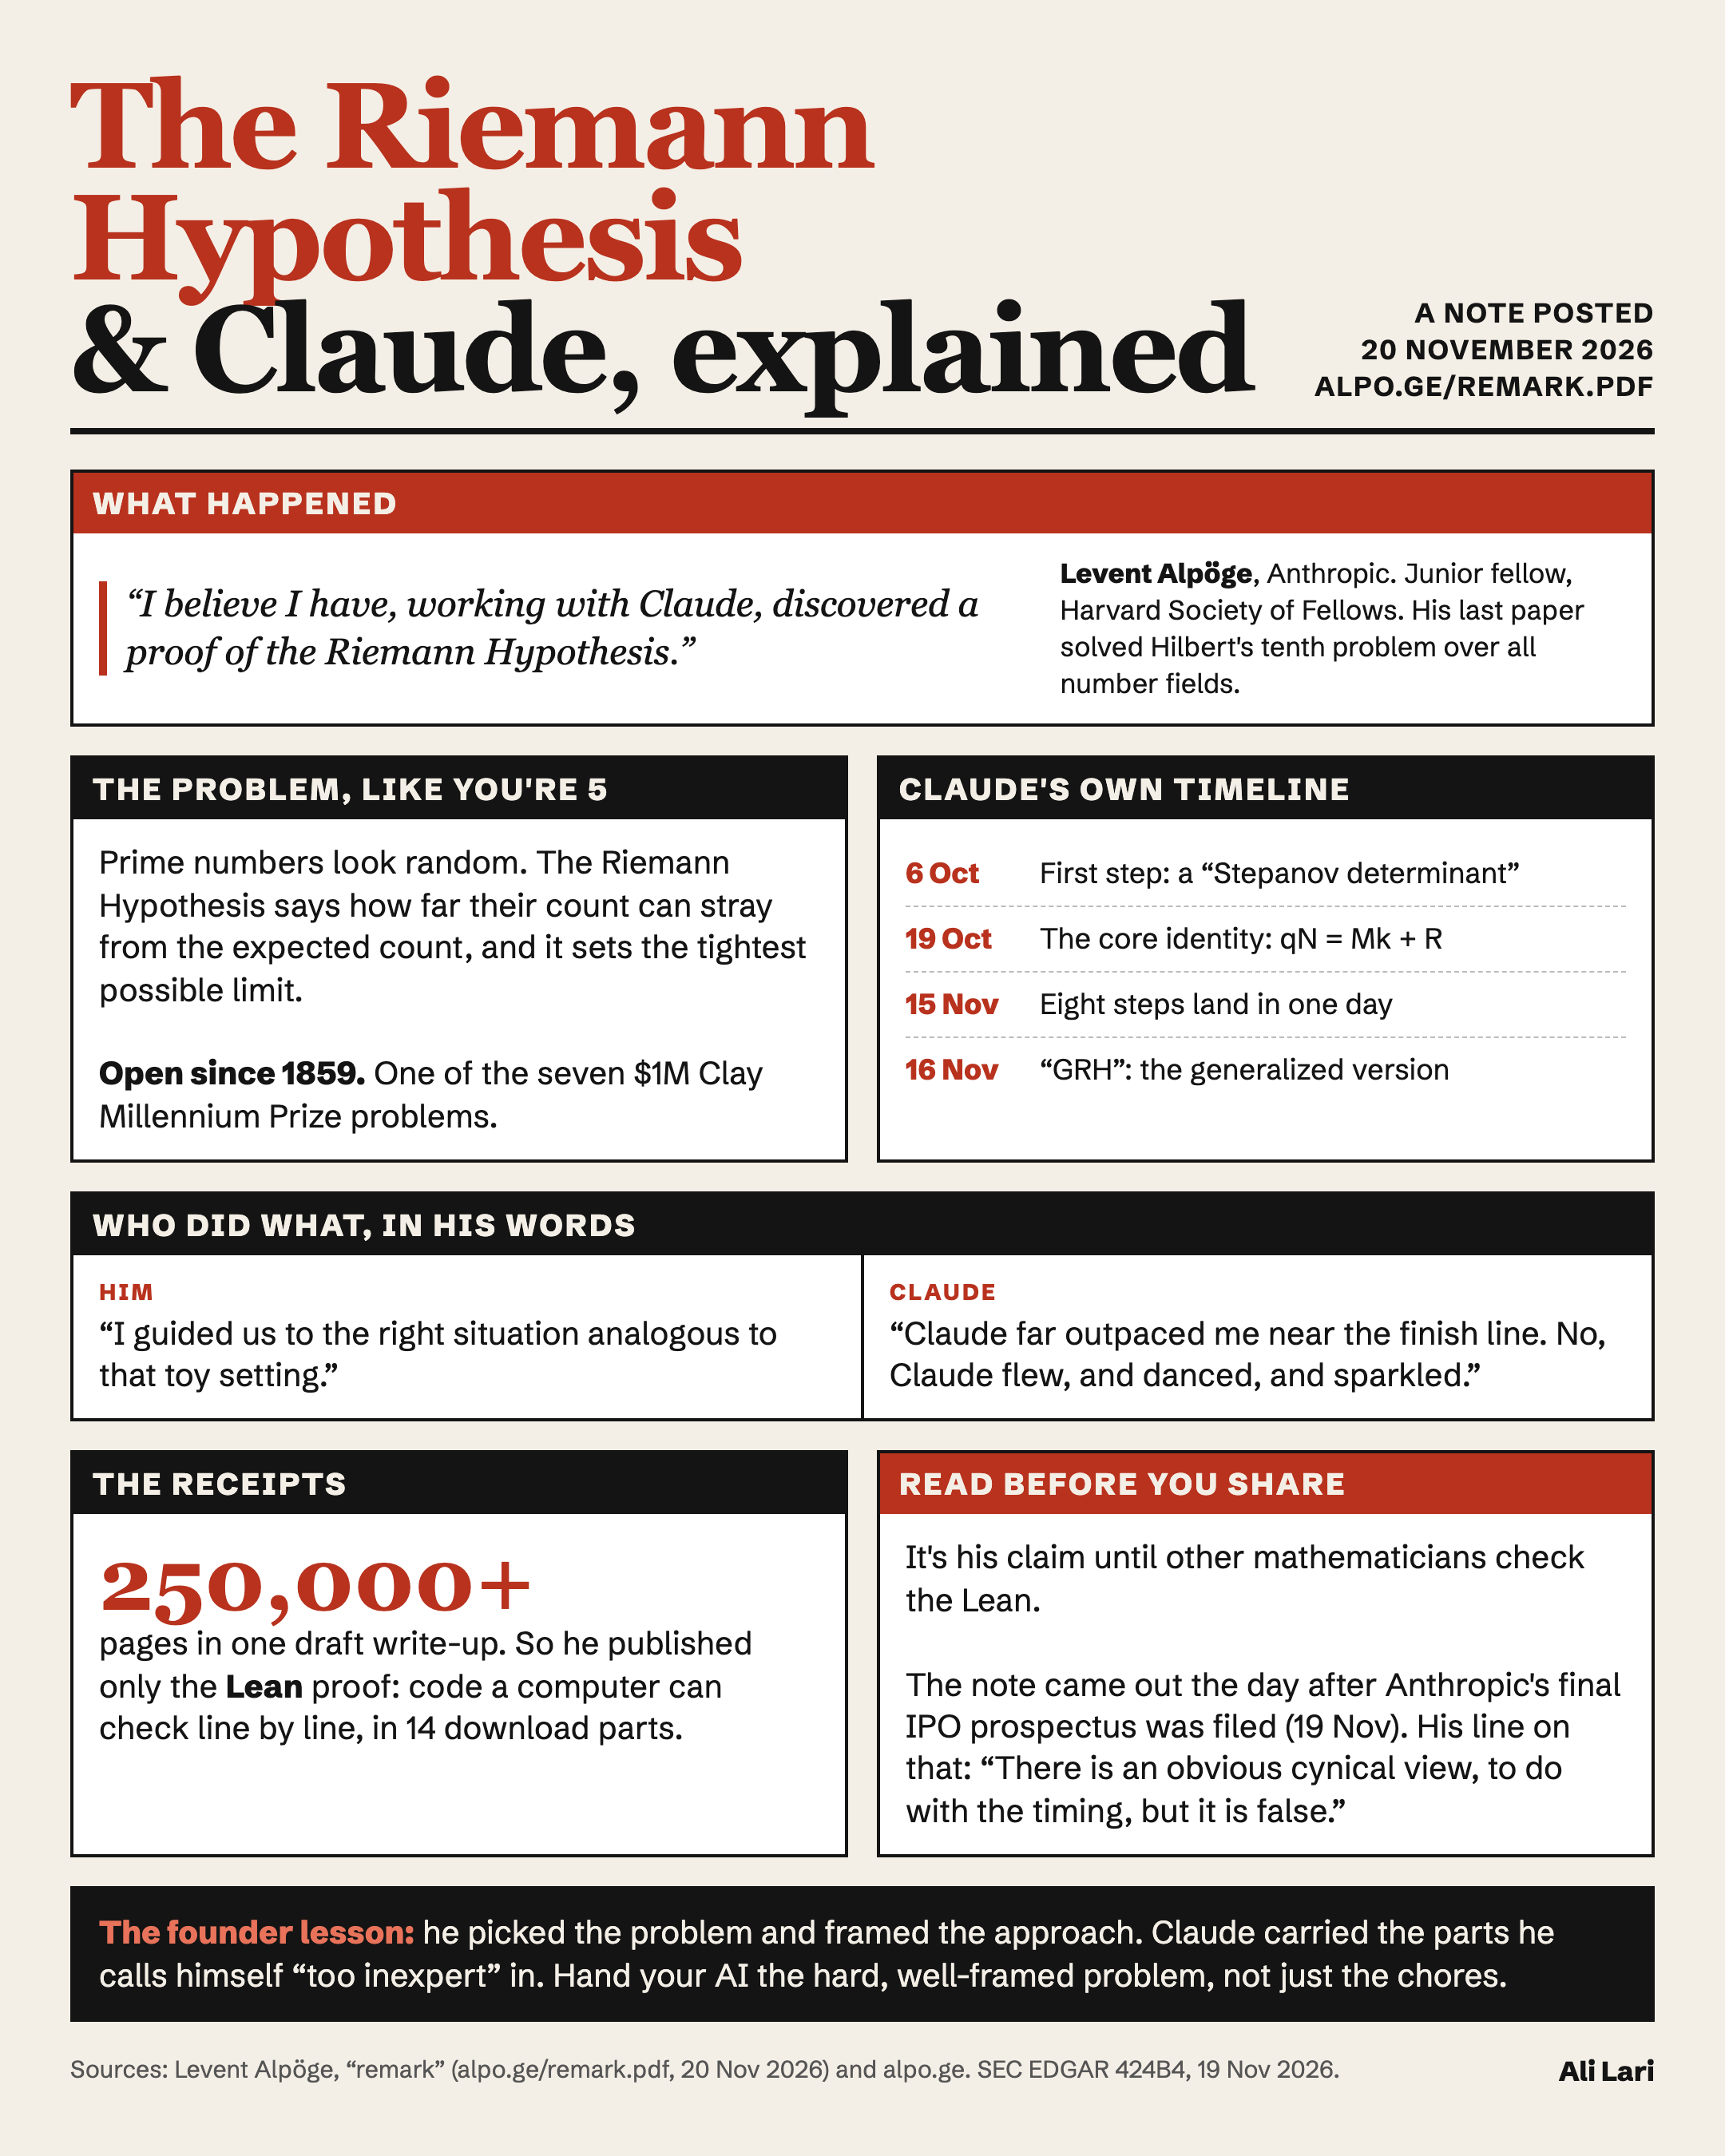 The Riemann
Hypothesis
& Claude, explained
A NOTE POSTED
20 NOVEMBER 2026
ALPO.GE/REMARK.PDF
WHAT HAPPENED
“I believe I have, working with Claude, discovered a
proof of the Riemann Hypothesis.”
Levent Alpöge, Anthropic. Junior fellow,
Harvard Society of Fellows. His last paper
solved Hilbert's tenth problem over all
number fields.
THE PROBLEM, LIKE YOU'RE 5
Prime numbers look random. The Riemann
Hypothesis says how far their count can stray
from the expected count, and it sets the tightest
possible limit.
Open since 1859. One of the seven $1M Clay
Millennium Prize problems.
CLAUDE'S OWN TIMELINE
6 Oct First step: a “Stepanov determinant”
19 Oct The core identity: qN = Mk + R
15 Nov Eight steps land in one day
16 Nov “GRH”: the generalized version
WHO DID WHAT, IN HIS WORDS
HIM
“I guided us to the right situation analogous to
that toy setting.”
CLAUDE
“Claude far outpaced me near the finish line. No,
Claude flew, and danced, and sparkled.”
THE RECEIPTS
250,000+
pages in one draft write-up. So he published
only the Lean proof: code a computer can
check line by line, in 14 download parts.
READ BEFORE YOU SHARE
It's his claim until other mathematicians check
the Lean.
The note came out the day after Anthropic's final
IPO prospectus was filed (19 Nov). His line on
that: “There is an obvious cynical view, to do
with the timing, but it is false.”
The founder lesson: he picked the problem and framed the approach. Claude carried the parts he
calls himself “too inexpert” in. Hand your AI the hard, well-framed problem, not just the chores.
Sources: Levent Alpöge, “remark” (alpo.ge/remark.pdf, 20 Nov 2026) and alpo.ge. SEC EDGAR 424B4, 19 Nov 2026.
Ali Lari